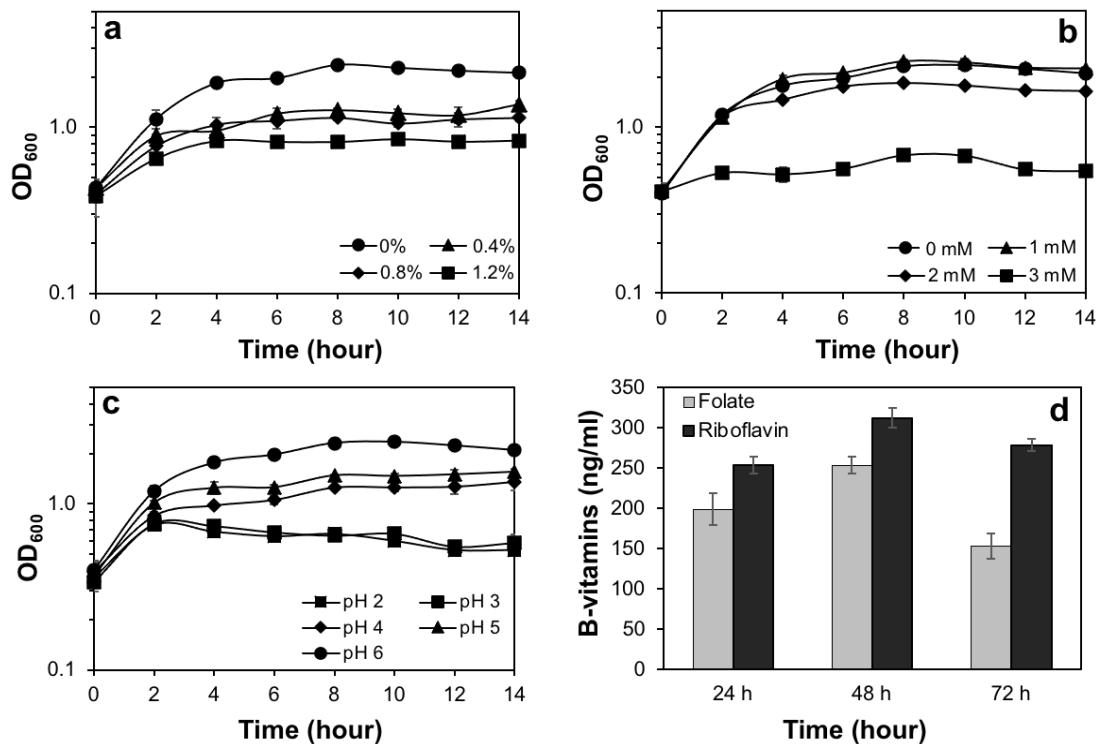 a
OD600
1.0
0.1
0% 0.4%
0.8% 1.2%
0 2 4 6 8 10 12 14
Time (hour)
b
OD600
1.0
0.1
0 mM 1 mM
2 mM 3 mM
0 2 4 6 8 10 12 14
Time (hour)
c
OD600
1.0
0.1
pH 2 pH 3
pH 4 pH 5
pH 6
0 2 4 6 8 10 12 14
Time (hour)
d
B-vitamins (ng/ml)
350
300
250
200
150
100
50
0
Folate
Riboflavin
24 h 48 h 72 h
Time (hour)